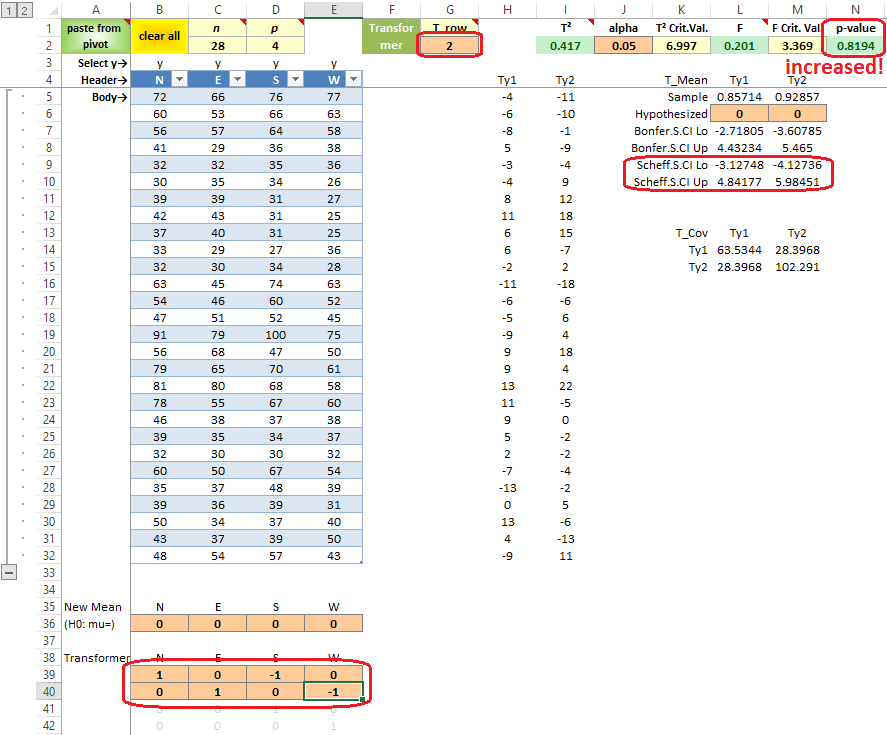 1 2 A B C D E F G H I J K L M N
1 paste from pivot clear all n p Transformer T_row T² alpha T² Crit.Val. F F Crit. Val p-value
2 28 4 2 0.417 0.05 6.997 0.201 3.369 0.8194
3 Select y→ y y y y increased!
4 Header→ N E S W Ty1 Ty2 T_Mean Ty1 Ty2
5 Body→ 72 66 76 77 -4 -11 Sample 0.85714 0.92857
6 60 53 66 63 -6 -10 Hypothesized 0 0
7 56 57 64 58 -8 -1 Bonfer.S.CI Lo -2.71805 -3.60785
8 41 29 36 38 5 -9 Bonfer.S.CI Up 4.43234 5.465
9 32 32 35 36 -3 -4 Scheff.S.CI Lo -3.12748 -4.12736
10 30 35 34 26 -4 9 Scheff.S.CI Up 4.84177 5.98451
11 39 39 31 27 8 12
12 42 43 31 25 11 18
13 37 40 31 25 6 15 T_Cov Ty1 Ty2
14 33 29 27 36 6 -7 Ty1 63.5344 28.3968
15 32 30 34 28 -2 2 Ty2 28.3968 102.291
16 63 45 74 63 -11 -18
17 54 46 60 52 -6 -6
18 47 51 52 45 -5 6
19 91 79 100 75 -9 4
20 56 68 47 50 9 18
21 79 65 70 61 9 4
22 81 80 68 58 13 22
23 78 55 67 60 11 -5
24 46 38 37 38 9 0
25 39 35 34 37 5 -2
26 32 30 30 32 2 -2
27 60 50 67 54 -7 -4
28 35 37 48 39 -13 -2
29 39 36 39 31 0 5
30 50 34 37 40 13 -6
31 43 37 39 50 4 -13
32 48 54 57 43 -9 11
33
34
35 New Mean N E S W
36 (H0: mu=) 0 0 0 0
37
38 Transformer N E S W
39 1 0 -1 0
40 0 1 0 -1
41 0 0 1 0
42 0 0 0 1